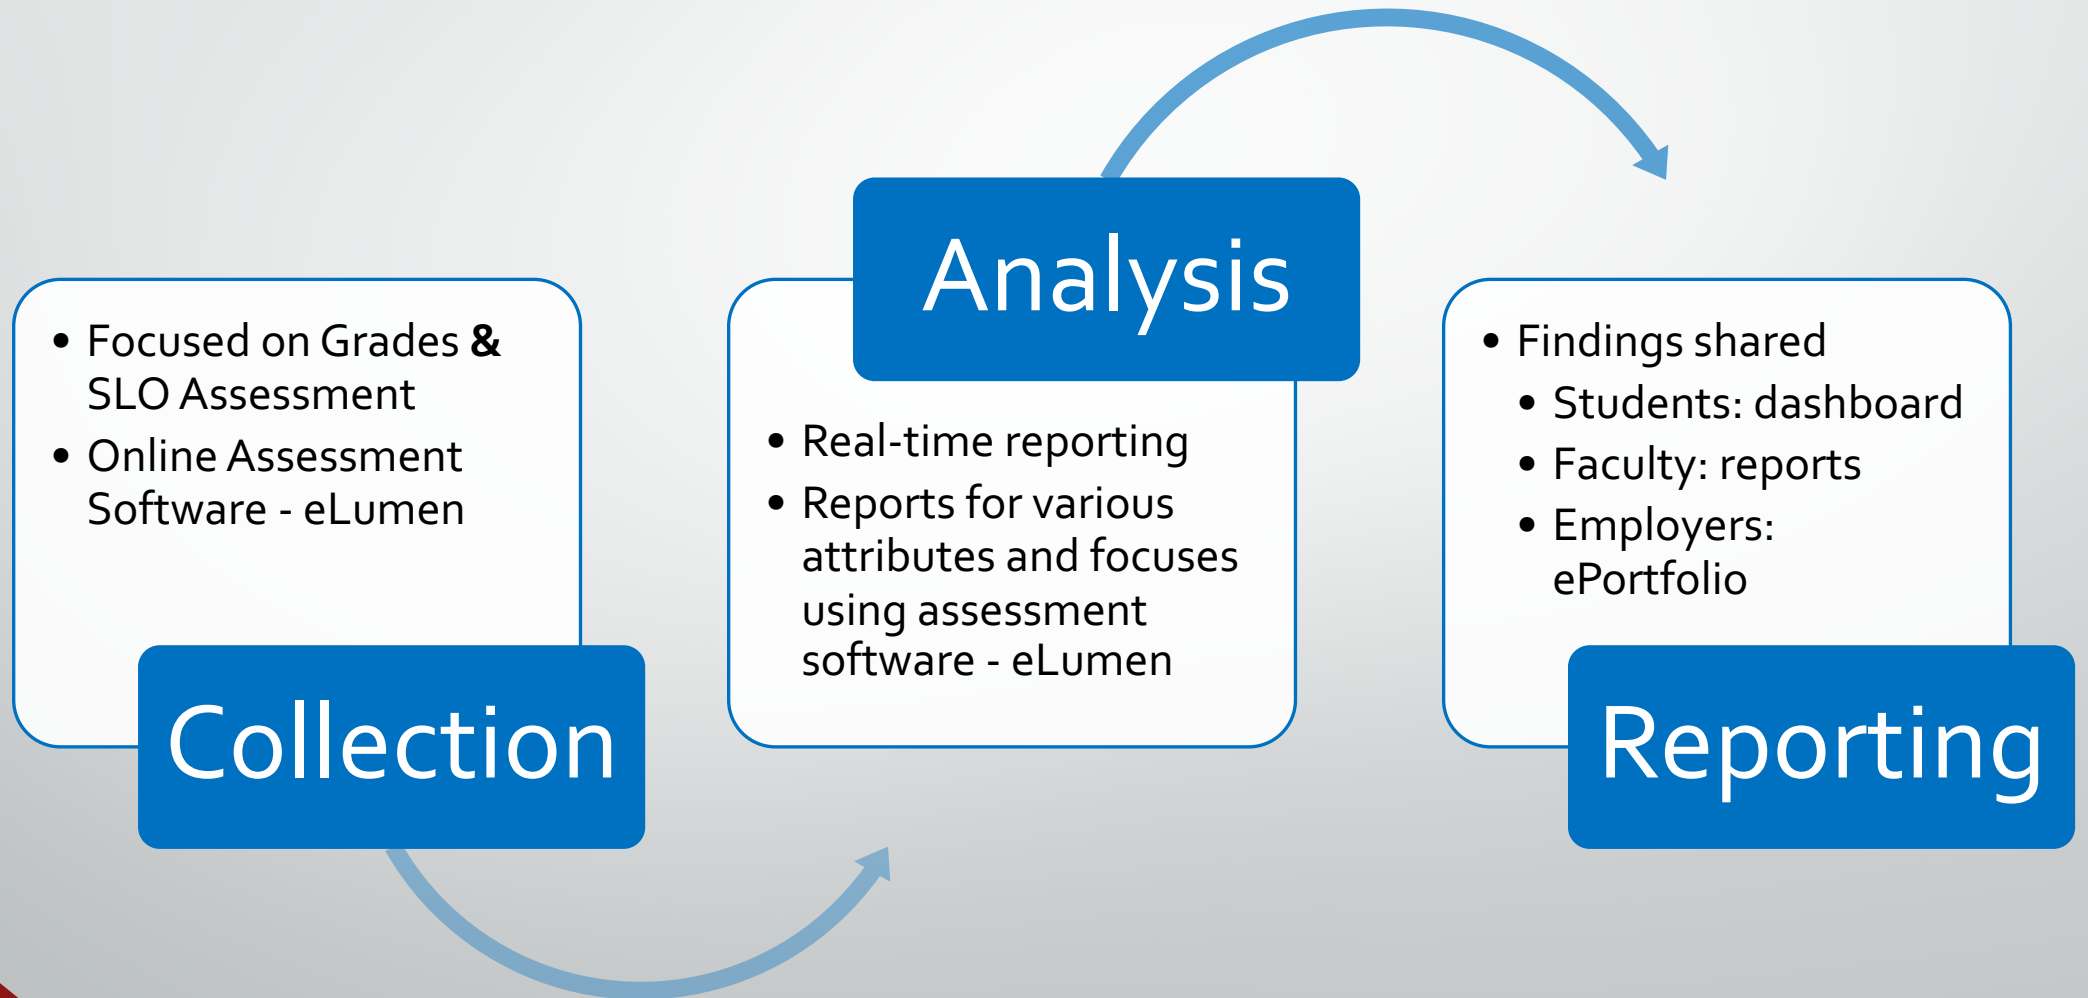 • Focused on Grades &
SLO Assessment
• Online Assessment
Software - eLumen
Collection
Analysis
• Real-time reporting
• Reports for various
attributes and focuses
using assessment
software - eLumen
• Findings shared
• Students: dashboard
• Faculty: reports
• Employers:
ePortfolio
Reporting